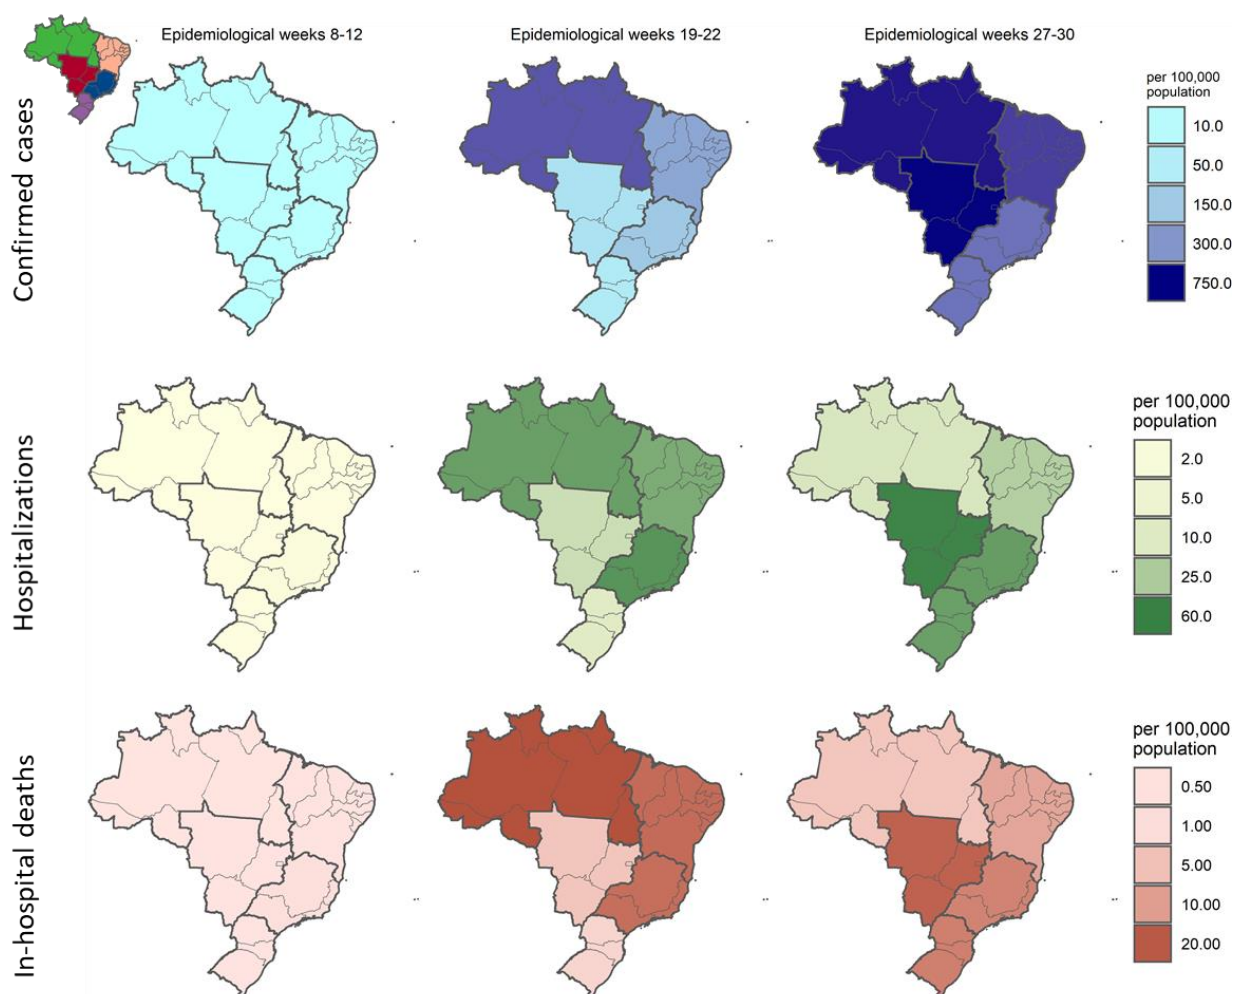 Epidemiological weeks 8-12
Epidemiological weeks 19-22
Epidemiological weeks 27-30
Confirmed cases
per 100,000
population
10.0
50.0
150.0
300.0
750.0
Hospitalizations
per 100,000
population
2.0
5.0
10.0
25.0
60.0
In-hospital deaths
per 100,000
population
0.50
1.00
5.00
10.00
20.00